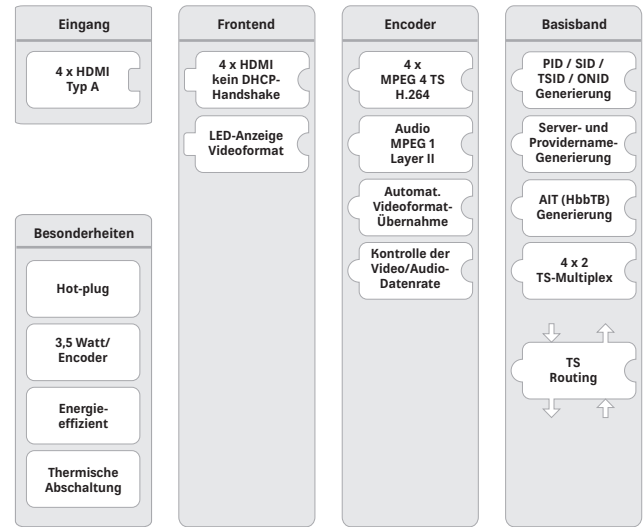 Eingang
4 x HDMI
Typ A
Besonderheiten
Hot-plug
3,5 Watt/
Encoder
Energie-
effizient
Thermische
Abschaltung
Frontend
4 x HDMI
kein DHCP-
Handshake
LED-Anzeige
Videoformat
Encoder
4 x
MPEG 4 TS
H.264
Audio
MPEG 1
Layer II
Automat.
Videoformat-
Übernahme
Kontrolle der
Video/Audio-
Datenrate
Basisband
PID / SID /
TSID / ONID
Generierung
Server- und
Providername-
Generierung
AIT (HbbTB)
Generierung
4 x 2
TS-Multiplex
TS
Routing